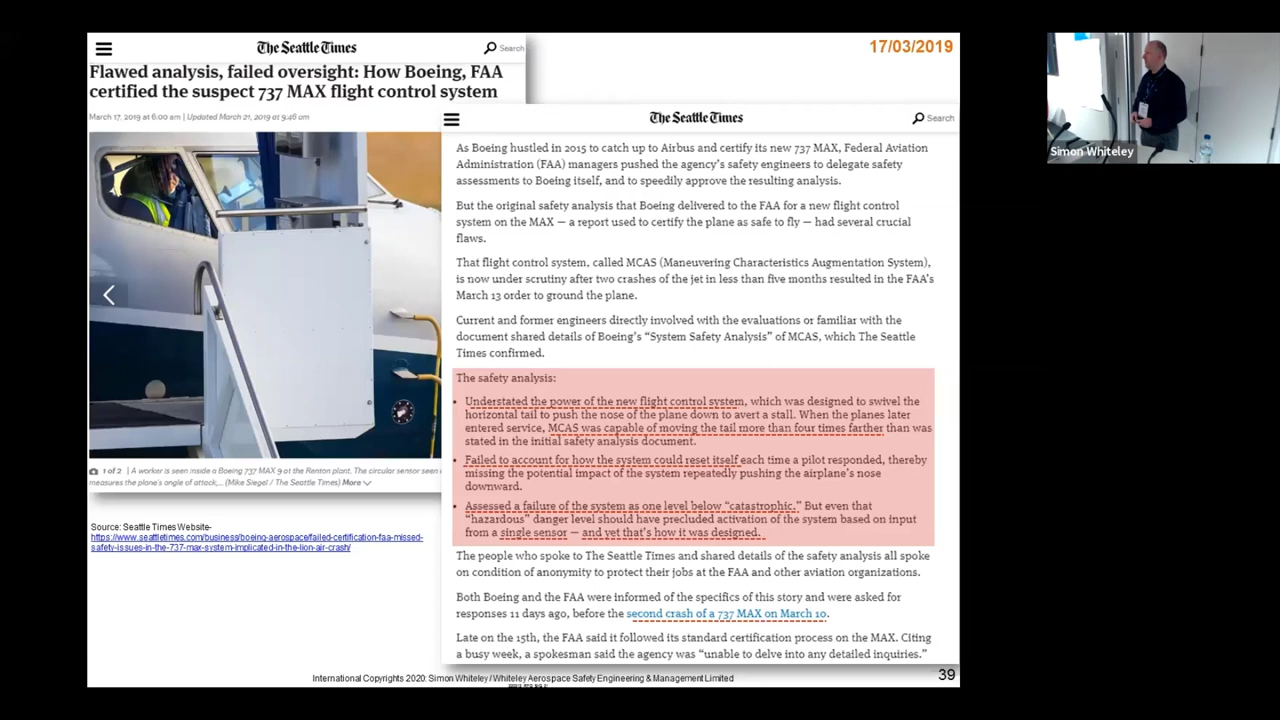 The Seattle Times
Search
17/03/2019
Flawed analysis, failed oversight: How Boeing, FAA
certified the suspect 737 MAX flight control system
March 17, 2019 at 6:00 am | Updated March 21, 2019 at 9:46 am
1 of 2 | A worker is seen inside a Boeing 737 MAX 9 at the Renton plant. The circular sensor seen
measures the plane's angle of attack,... (Mike Siegel / The Seattle Times) More
Source: Seattle Times Website-
https://www.seattletimes.com/business/boeing-aerospace/failed-certification-faa-missed-
safety-issues-in-the-737-max-system-implicated-in-the-lion-air-crash/
The Seattle Times
Search
As Boeing hustled in 2015 to catch up to Airbus and certify its new 737 MAX, Federal Aviation
Administration (FAA) managers pushed the agency's safety engineers to delegate safety
assessments to Boeing itself, and to speedily approve the resulting analysis.
But the original safety analysis that Boeing delivered to the FAA for a new flight control
system on the MAX — a report used to certify the plane as safe to fly — had several crucial
flaws.
That flight control system, called MCAS (Maneuvering Characteristics Augmentation System),
is now under scrutiny after two crashes of the jet in less than five months resulted in the FAA's
March 13 order to ground the plane.
Current and former engineers directly involved with the evaluations or familiar with the
document shared details of Boeing's “System Safety Analysis” of MCAS, which The Seattle
Times confirmed.
The safety analysis:
• Understated the power of the new flight control system, which was designed to swivel the
horizontal tail to push the nose of the plane down to avert a stall. When the planes later
entered service, MCAS was capable of moving the tail more than four times farther than was
stated in the initial safety analysis document.
• Failed to account for how the system could reset itself each time a pilot responded, thereby
missing the potential impact of the system repeatedly pushing the airplane's nose
downward.
• Assessed a failure of the system as one level below “catastrophic.” But even that
“hazardous” danger level should have precluded activation of the system based on input
from a single sensor — and yet that's how it was designed.
The people who spoke to The Seattle Times and shared details of the safety analysis all spoke
on condition of anonymity to protect their jobs at the FAA and other aviation organizations.
Both Boeing and the FAA were informed of the specifics of this story and were asked for
responses 11 days ago, before the second crash of a 737 MAX on March 10.
Late on the 15th, the FAA said it followed its standard certification process on the MAX. Citing
a busy week, a spokesman said the agency was “unable to delve into any detailed inquiries.”
International Copyrights 2020: Simon Whiteley / Whiteley Aerospace Safety Engineering & Management Limited
39
Simon Whiteley